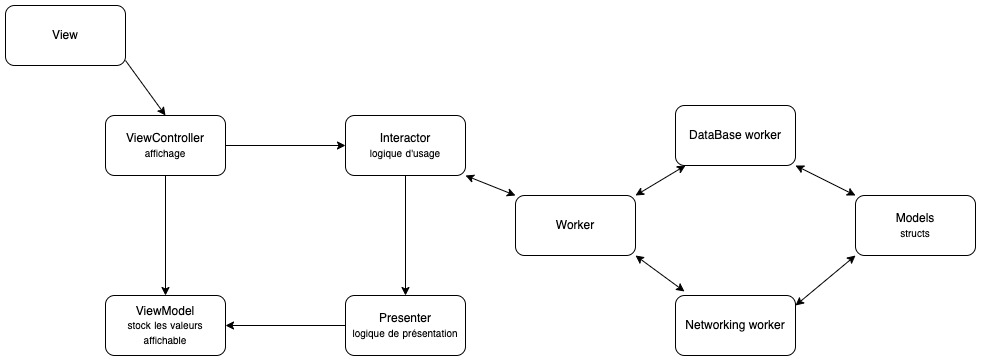 View
ViewController
affichage
Interactor
logique d'usage
DataBase worker
Worker
Models
structs
ViewModel
stock les valeurs
affichable
Presenter
logique de présentation
Networking worker